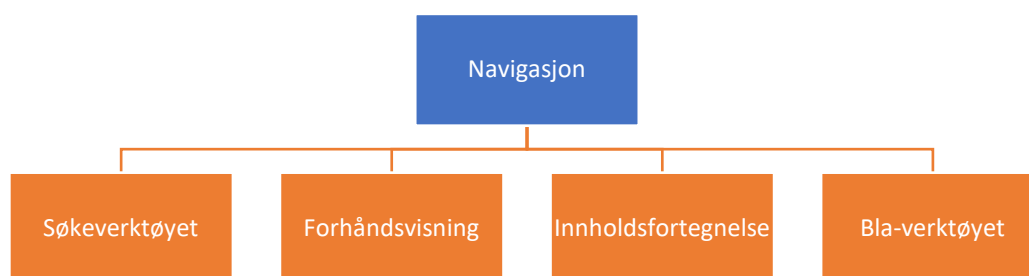 Navigasjon
Søkeverktøyet
Forhåndsvisning
Innholdsfortegnelse
Bla-verktøyet